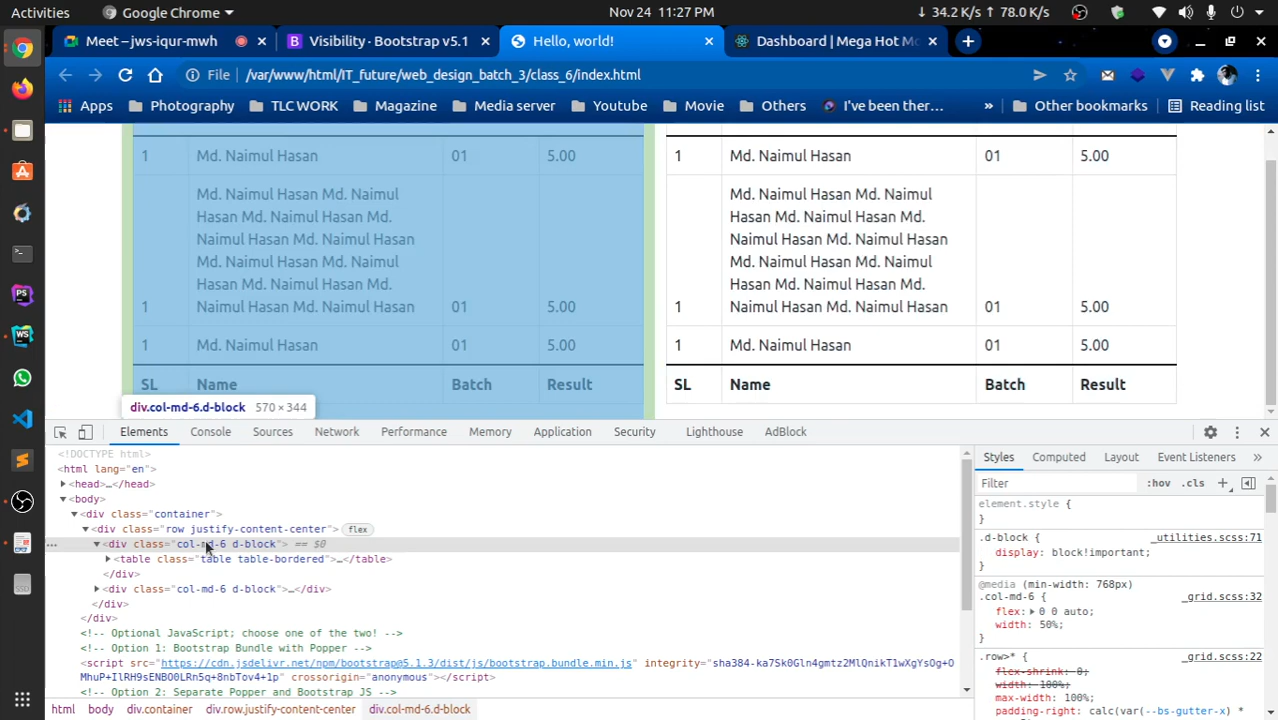 Activities Google Chrome Nov 24 11:27 PM ↓ 34.2 K/s ↑ 78.0 K/s
Meet – jws-iqur-mwh Visibility · Bootstrap v5.1 Hello, world! Dashboard | Mega Hot Mo
File /var/www/html/IT_future/web_design_batch_3/class_6/index.html
Apps Photography TLC WORK Magazine Media server Youtube Movie Others I've been ther... » Other bookmarks Reading list
1 Md. Naimul Hasan 01 5.00 1 Md. Naimul Hasan 01 5.00
Md. Naimul Hasan Md. Naimul Md. Naimul Hasan Md. Naimul
Hasan Md. Naimul Hasan Md. Hasan Md. Naimul Hasan Md.
Naimul Hasan Md. Naimul Hasan Naimul Hasan Md. Naimul Hasan
Md. Naimul Hasan Md. Naimul Md. Naimul Hasan Md. Naimul
Hasan Md. Naimul Hasan Md. Hasan Md. Naimul Hasan Md.
1 Naimul Hasan Md. Naimul Hasan 01 5.00 1 Naimul Hasan Md. Naimul Hasan 01 5.00
1 Md. Naimul Hasan 01 5.00 1 Md. Naimul Hasan 01 5.00
SL Name Batch Result SL Name Batch Result
div.col-md-6.d-block 570 × 344
Elements Console Sources Network Performance Memory Application Security Lighthouse AdBlock
<!DOCTYPE html>
<html lang="en">
<head>…</head>
<body>
<div class="container">
<div class="row justify-content-center"> flex
<div class="col-md-6 d-block"> == $0
<table class="table table-bordered">…</table>
</div>
<div class="col-md-6 d-block">…</div>
</div>
</div>
<!-- Optional JavaScript; choose one of the two! -->
<!-- Option 1: Bootstrap Bundle with Popper -->
<script src="https://cdn.jsdelivr.net/npm/bootstrap@5.1.3/dist/js/bootstrap.bundle.min.js" integrity="sha384-ka7Sk0Gln4gmtz2MlQnikT1wXgYsOg+O
MhuP+IlRH9sENBO0LRn5q+8nbTov4+1p" crossorigin="anonymous"></script>
<!-- Option 2: Separate Popper and Bootstrap JS -->
html body div.container div.row.justify-content-center div.col-md-6.d-block
Styles Computed Layout Event Listeners »
Filter :hov .cls +
element.style {
}
.d-block { _utilities.scss:71
display: block!important;
}
@media (min-width: 768px)
.col-md-6 { _grid.scss:32
flex: 0 0 auto;
width: 50%;
}
.row>* { _grid.scss:22
flex-shrink: 0;
width: 100%;
max-width: 100%;
padding-right: calc(var(--bs-gutter-x) *